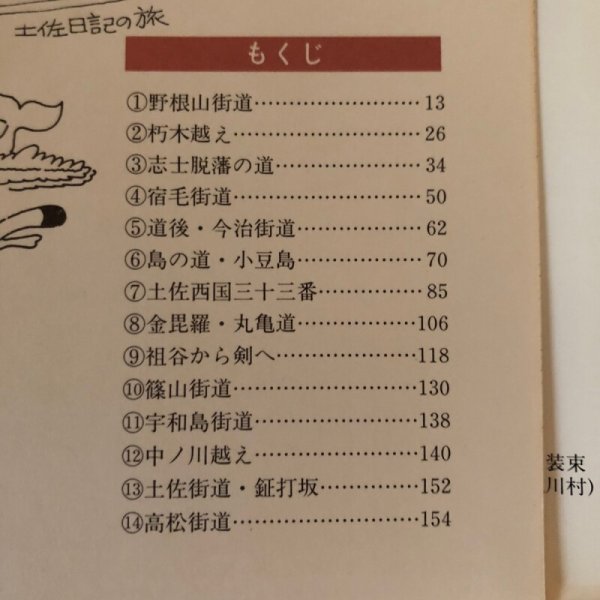 土佐日記の旅
もくじ
①野根山街道……………………13
②朽木越え………………………26
③志士脱藩の道…………………34
④宿毛街道………………………50
⑤道後・今治街道………………62
⑥島の道・小豆島………………70
⑦土佐西国三十三番……………85
⑧金毘羅・丸亀道………………106
⑨祖谷から剣へ…………………118
⑩篠山街道………………………130
⑪宇和島街道……………………138
⑫中ノ川越え……………………140
⑬土佐街道・鉦打坂……………152
⑭高松街道………………………154
装束
川村)